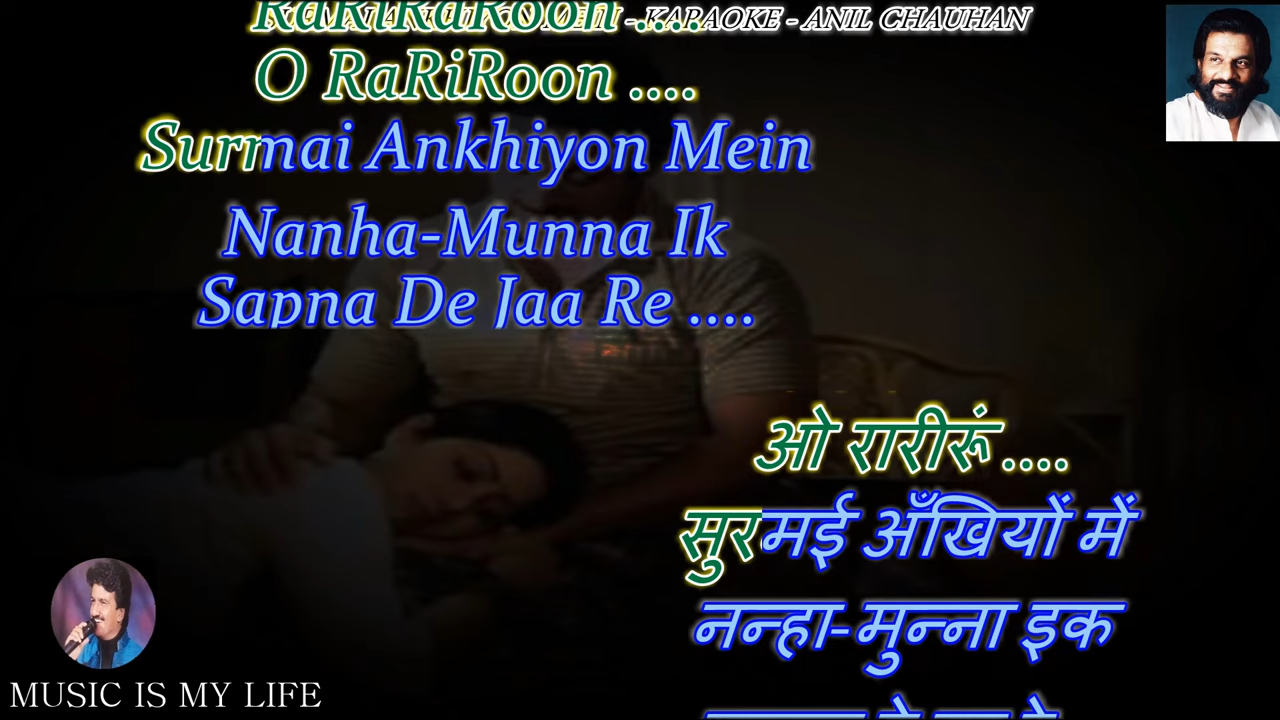 - KARAOKE - ANIL CHAUHAN
RaRiRaRoon ....
O RaRiRoon ....
Surmai Ankhiyon Mein
Nanha-Munna Ik
Sapna De Jaa Re ....
ओ रारीरूं ....
सुरमई अँखियों में
नन्हा-मुन्ना इक
MUSIC IS MY LIFE